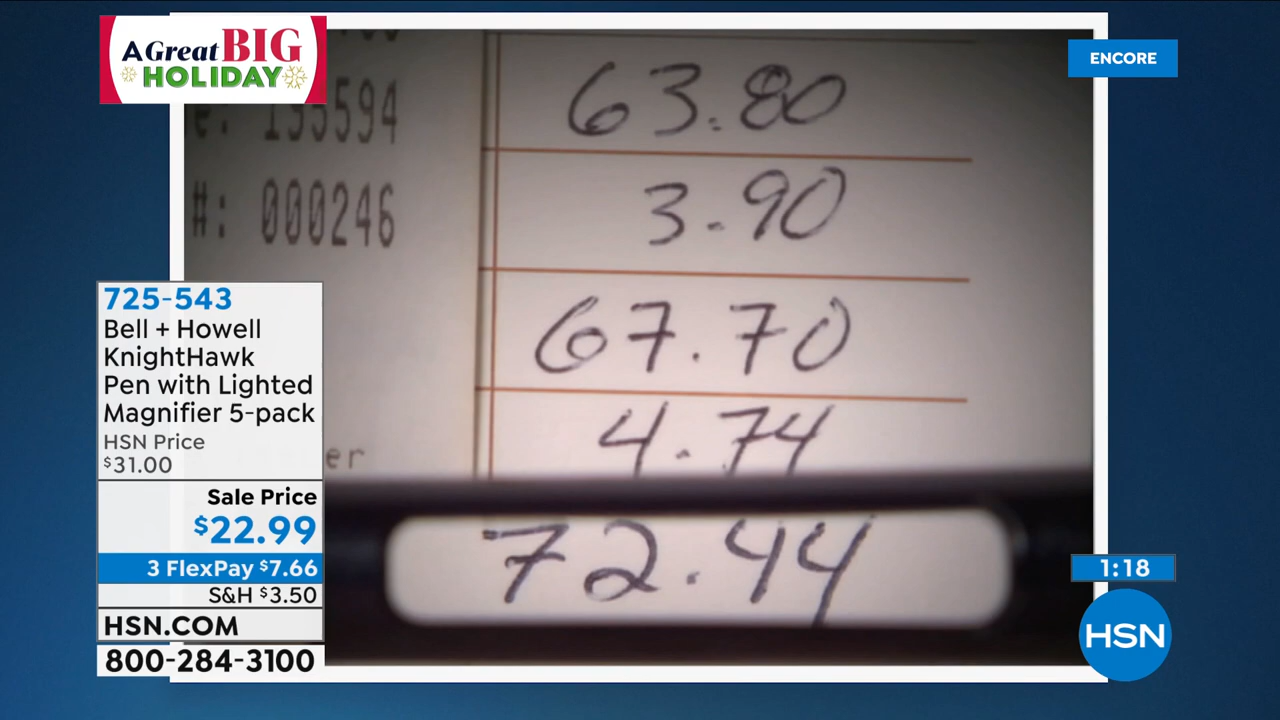 A Great BIG
HOLIDAY
ENCORE
e: 195594
#: 000246
63.80
3.90
67.70
4.74
72.44
725-543
Bell + Howell
KnightHawk
Pen with Lighted
Magnifier 5-pack
HSN Price
$31.00
Sale Price
$22.99
3 FlexPay $7.66
S&H $3.50
HSN.COM
800-284-3100
1:18
HSN